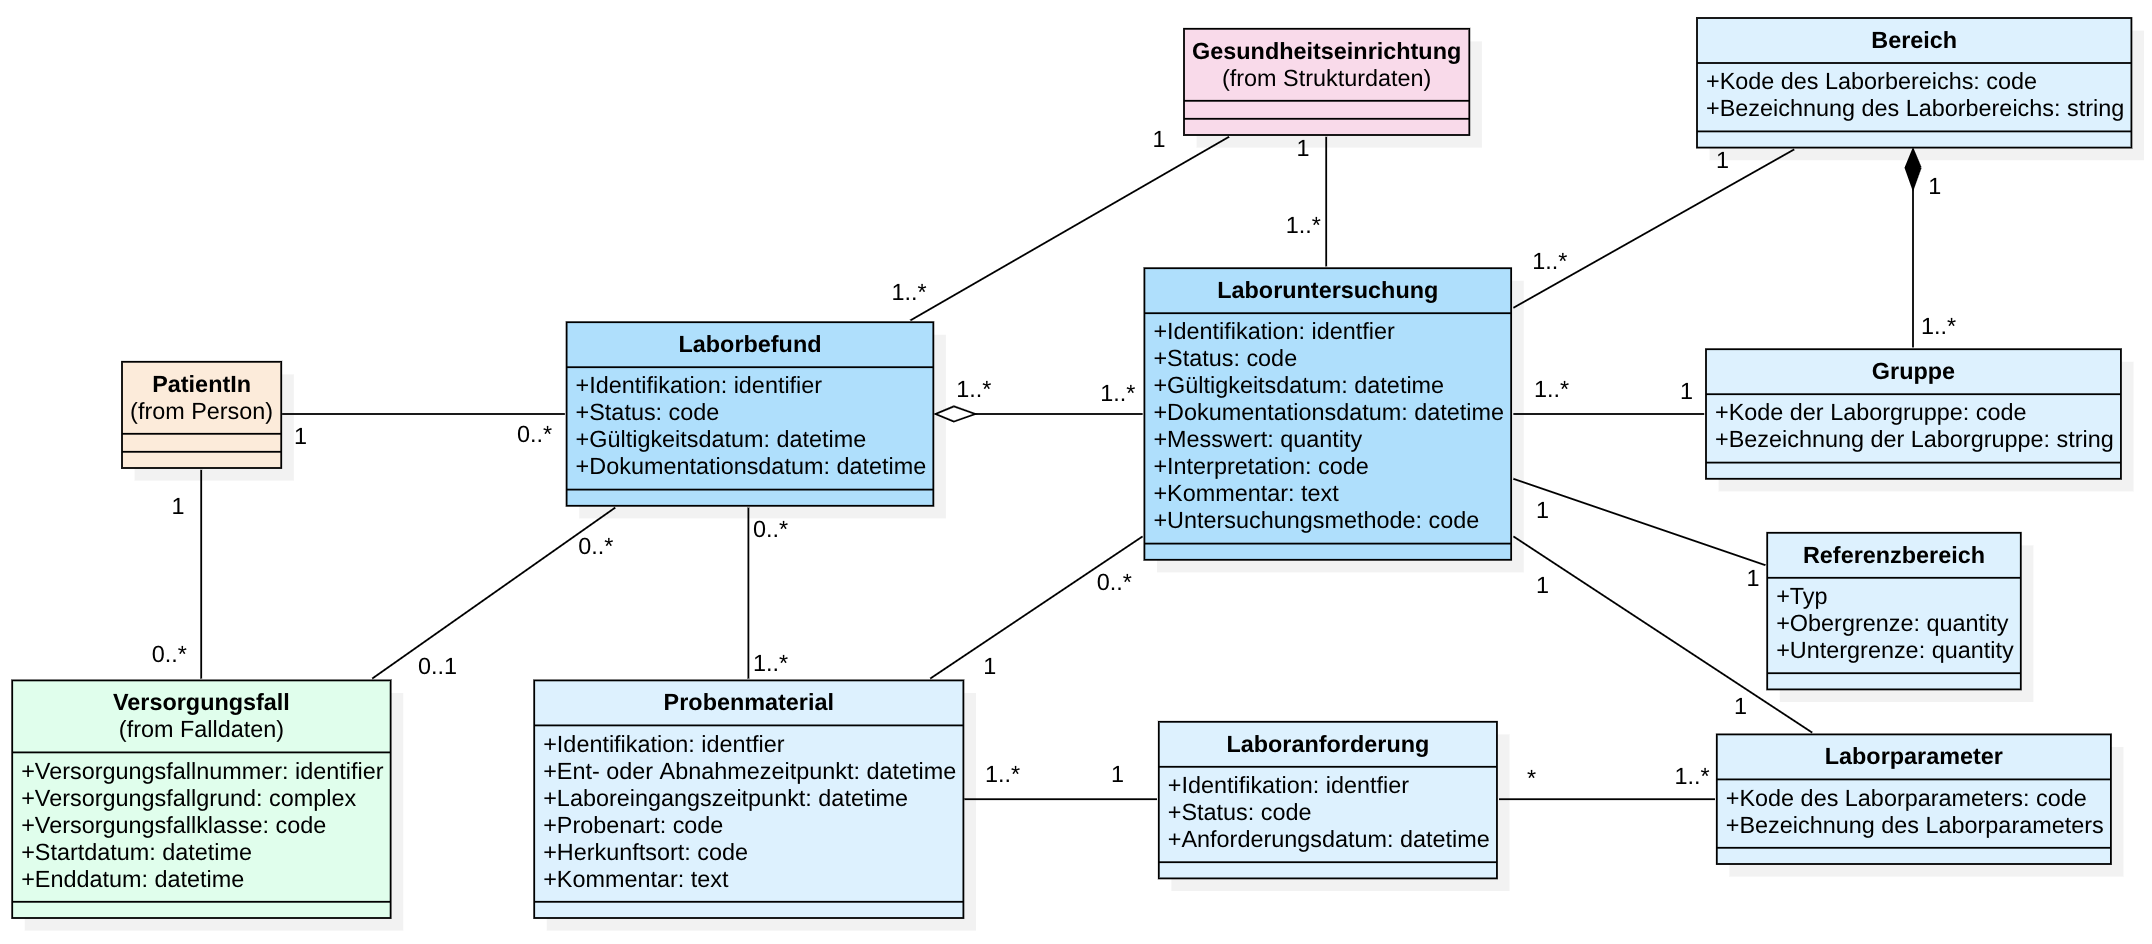 Gesundheitseinrichtung
(from Strukturdaten)
Bereich
+Kode des Laborbereichs: code
+Bezeichnung des Laborbereichs: string
1
1
1
1
1..*
1..*
1..*
1..*
Laboruntersuchung
+Identifikation: identfier
+Status: code
+Gültigkeitsdatum: datetime
+Dokumentationsdatum: datetime
+Messwert: quantity
+Interpretation: code
+Kommentar: text
+Untersuchungsmethode: code
Laborbefund
+Identifikation: identifier
+Status: code
+Gültigkeitsdatum: datetime
+Dokumentationsdatum: datetime
PatientIn
(from Person)
1
0..*
1..*
1..*
1..*
1
Gruppe
+Kode der Laborgruppe: code
+Bezeichnung der Laborgruppe: string
1
0..*
0..*
0..*
1
1
Referenzbereich
+Typ
+Obergrenze: quantity
+Untergrenze: quantity
1
1
0..*
0..1
1..*
1
Versorgungsfall
(from Falldaten)
+Versorgungsfallnummer: identifier
+Versorgungsfallgrund: complex
+Versorgungsfallklasse: code
+Startdatum: datetime
+Enddatum: datetime
Probenmaterial
+Identifikation: identfier
+Ent- oder Abnahmezeitpunkt: datetime
+Laboreingangszeitpunkt: datetime
+Probenart: code
+Herkunftsort: code
+Kommentar: text
1..*
1
Laboranforderung
+Identifikation: identfier
+Status: code
+Anforderungsdatum: datetime
*
1..*
Laborparameter
+Kode des Laborparameters: code
+Bezeichnung des Laborparameters